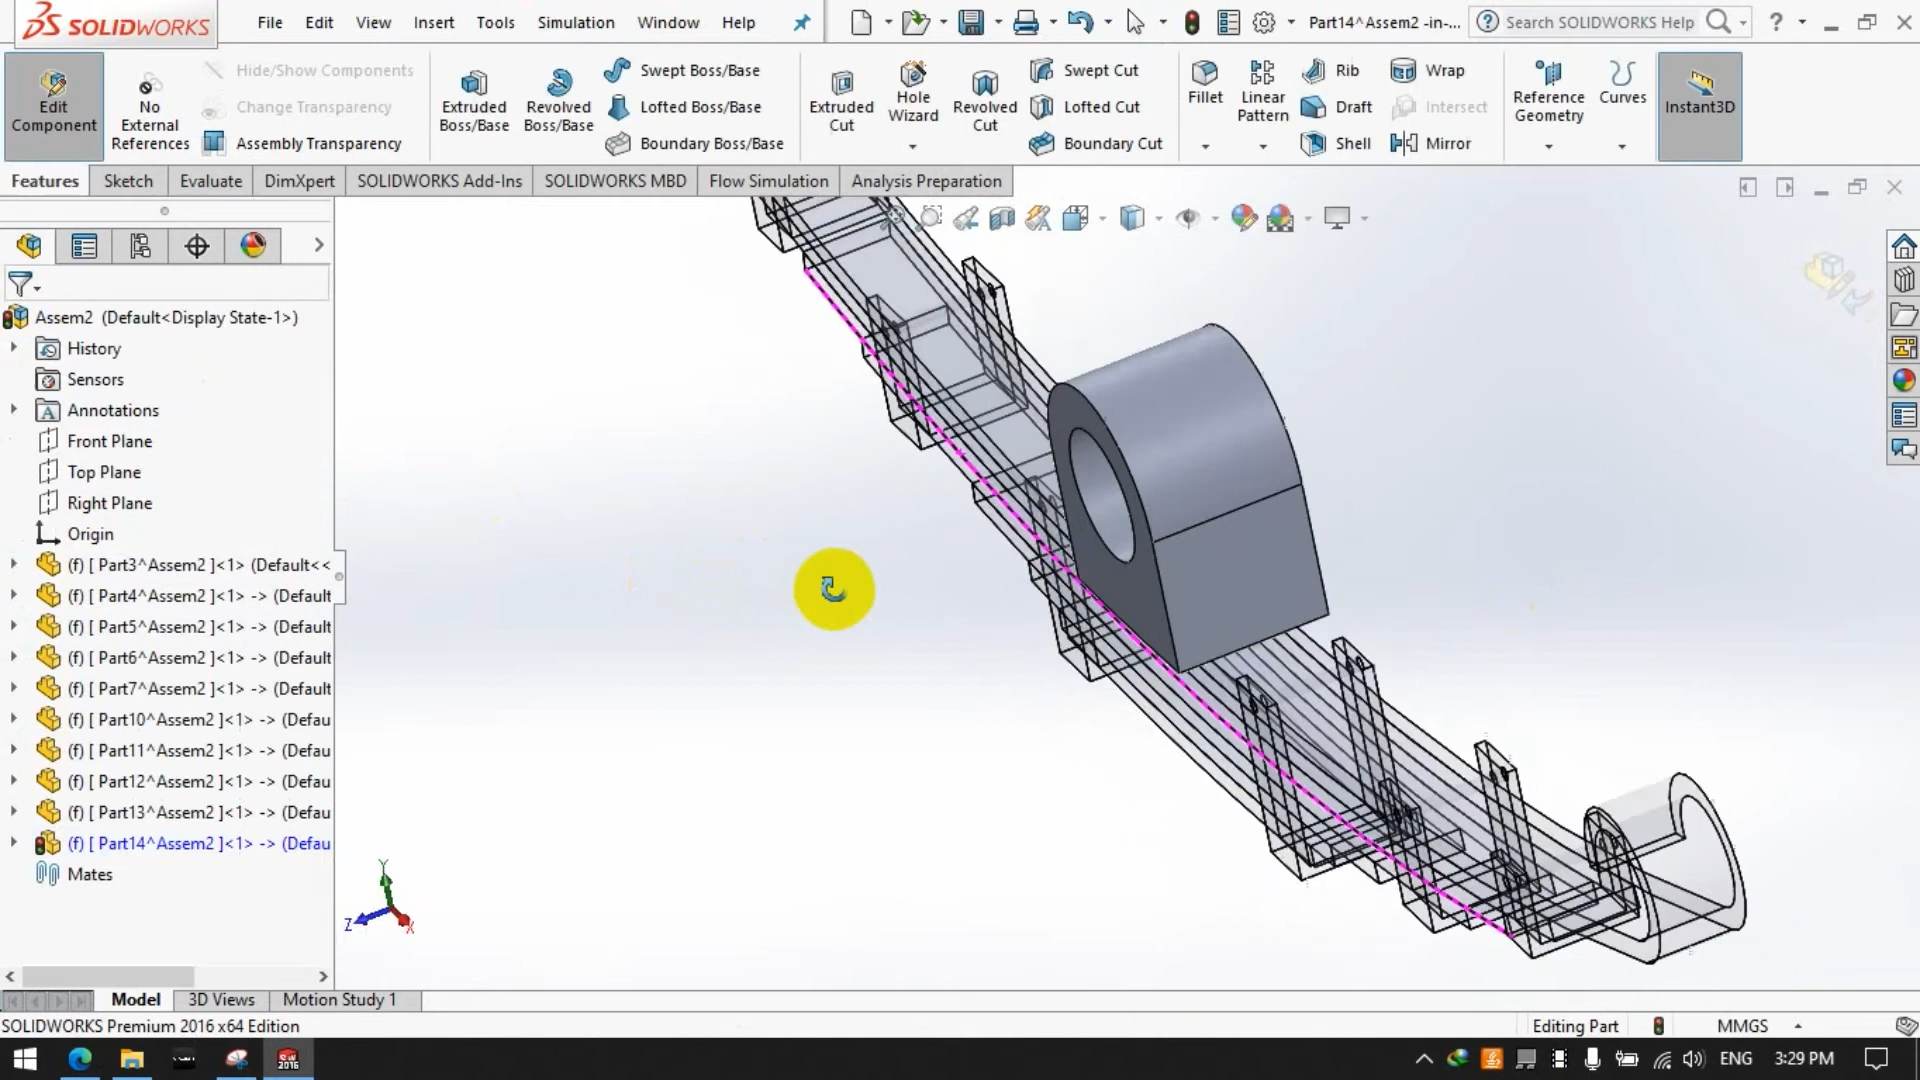 SOLIDWORKS File Edit View Insert Tools Simulation Window Help Part14^Assem2 -in-... Search SOLIDWORKS Help
Edit Component
No External References
Hide/Show Components
Change Transparency
Assembly Transparency
Extruded Boss/Base
Revolved Boss/Base
Swept Boss/Base
Lofted Boss/Base
Boundary Boss/Base
Extruded Cut
Hole Wizard
Revolved Cut
Swept Cut
Lofted Cut
Boundary Cut
Fillet
Linear Pattern
Rib
Draft
Shell
Wrap
Intersect
Mirror
Reference Geometry
Curves
Instant3D
Features Sketch Evaluate DimXpert SOLIDWORKS Add-Ins SOLIDWORKS MBD Flow Simulation Analysis Preparation
Assem2 (Default<Display State-1>)
History
Sensors
Annotations
Front Plane
Top Plane
Right Plane
Origin
(f) [ Part3^Assem2 ]<1> (Default<<
(f) [ Part4^Assem2 ]<1> -> (Default
(f) [ Part5^Assem2 ]<1> -> (Default
(f) [ Part6^Assem2 ]<1> -> (Default
(f) [ Part7^Assem2 ]<1> -> (Default
(f) [ Part10^Assem2 ]<1> -> (Defau
(f) [ Part11^Assem2 ]<1> -> (Defau
(f) [ Part12^Assem2 ]<1> -> (Defau
(f) [ Part13^Assem2 ]<1> -> (Defau
(f) [ Part14^Assem2 ]<1> -> (Defau
Mates
Y
Z X
Model 3D Views Motion Study 1
SOLIDWORKS Premium 2016 x64 Edition Editing Part MMGS
SW 2016 ENG 3:29 PM